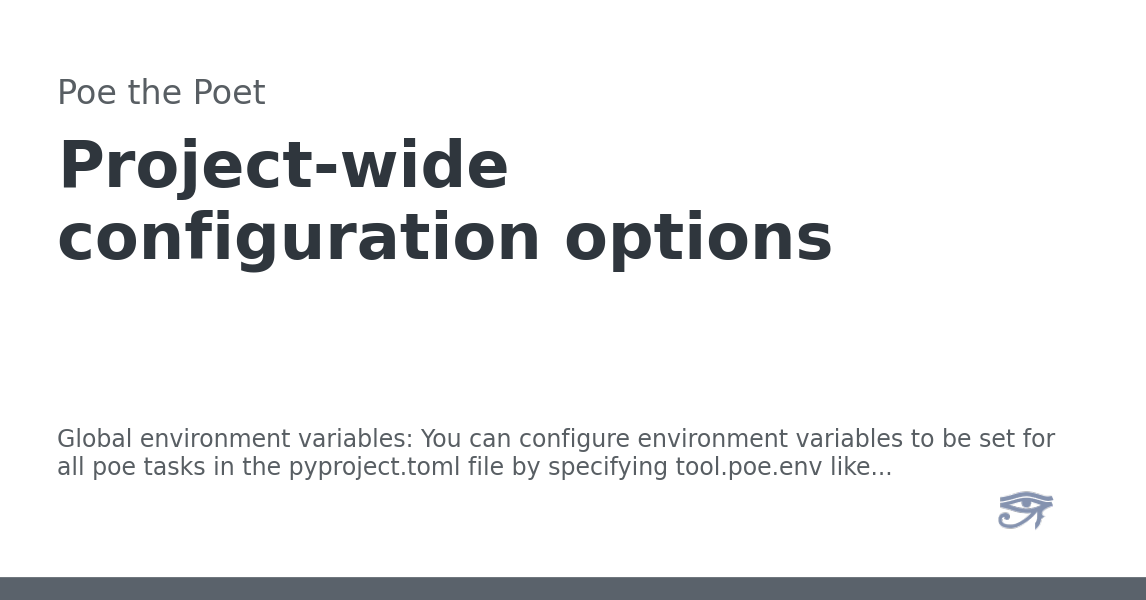 Poe the Poet
Project-wide
configuration options
Global environment variables: You can configure environment variables to be set for
all poe tasks in the pyproject.toml file by specifying tool.poe.env like...